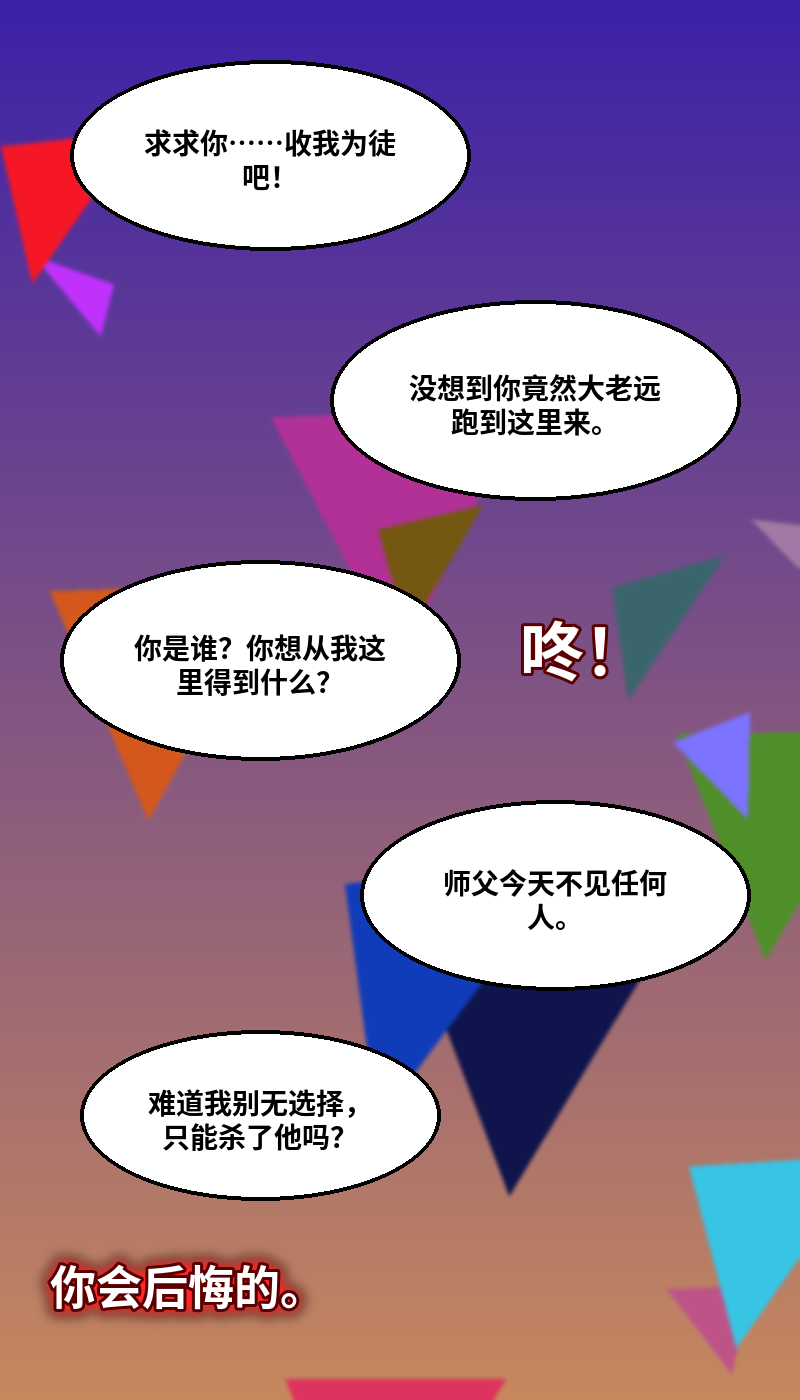 求求你……收我为徒
吧！
没想到你竟然大老远
跑到这里来。
你是谁？你想从我这
里得到什么？
咚！
师父今天不见任何
人。
难道我别无选择，
只能杀了他吗？
你会后悔的。